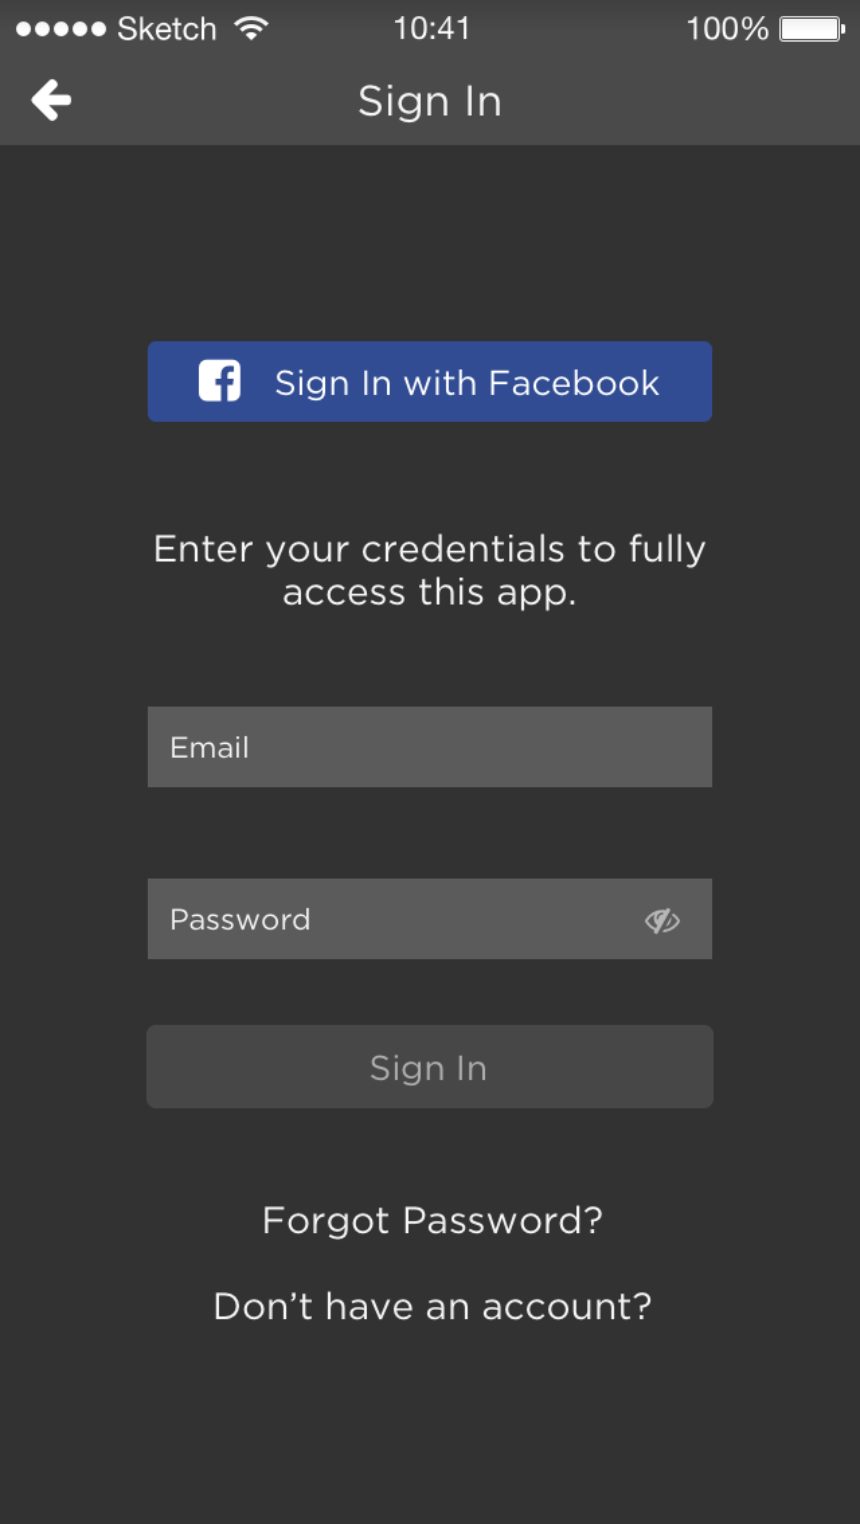 Sketch 10:41 100%
Sign In
Sign In with Facebook
Enter your credentials to fully
access this app.
Email
Password
Sign In
Forgot Password?
Don’t have an account?